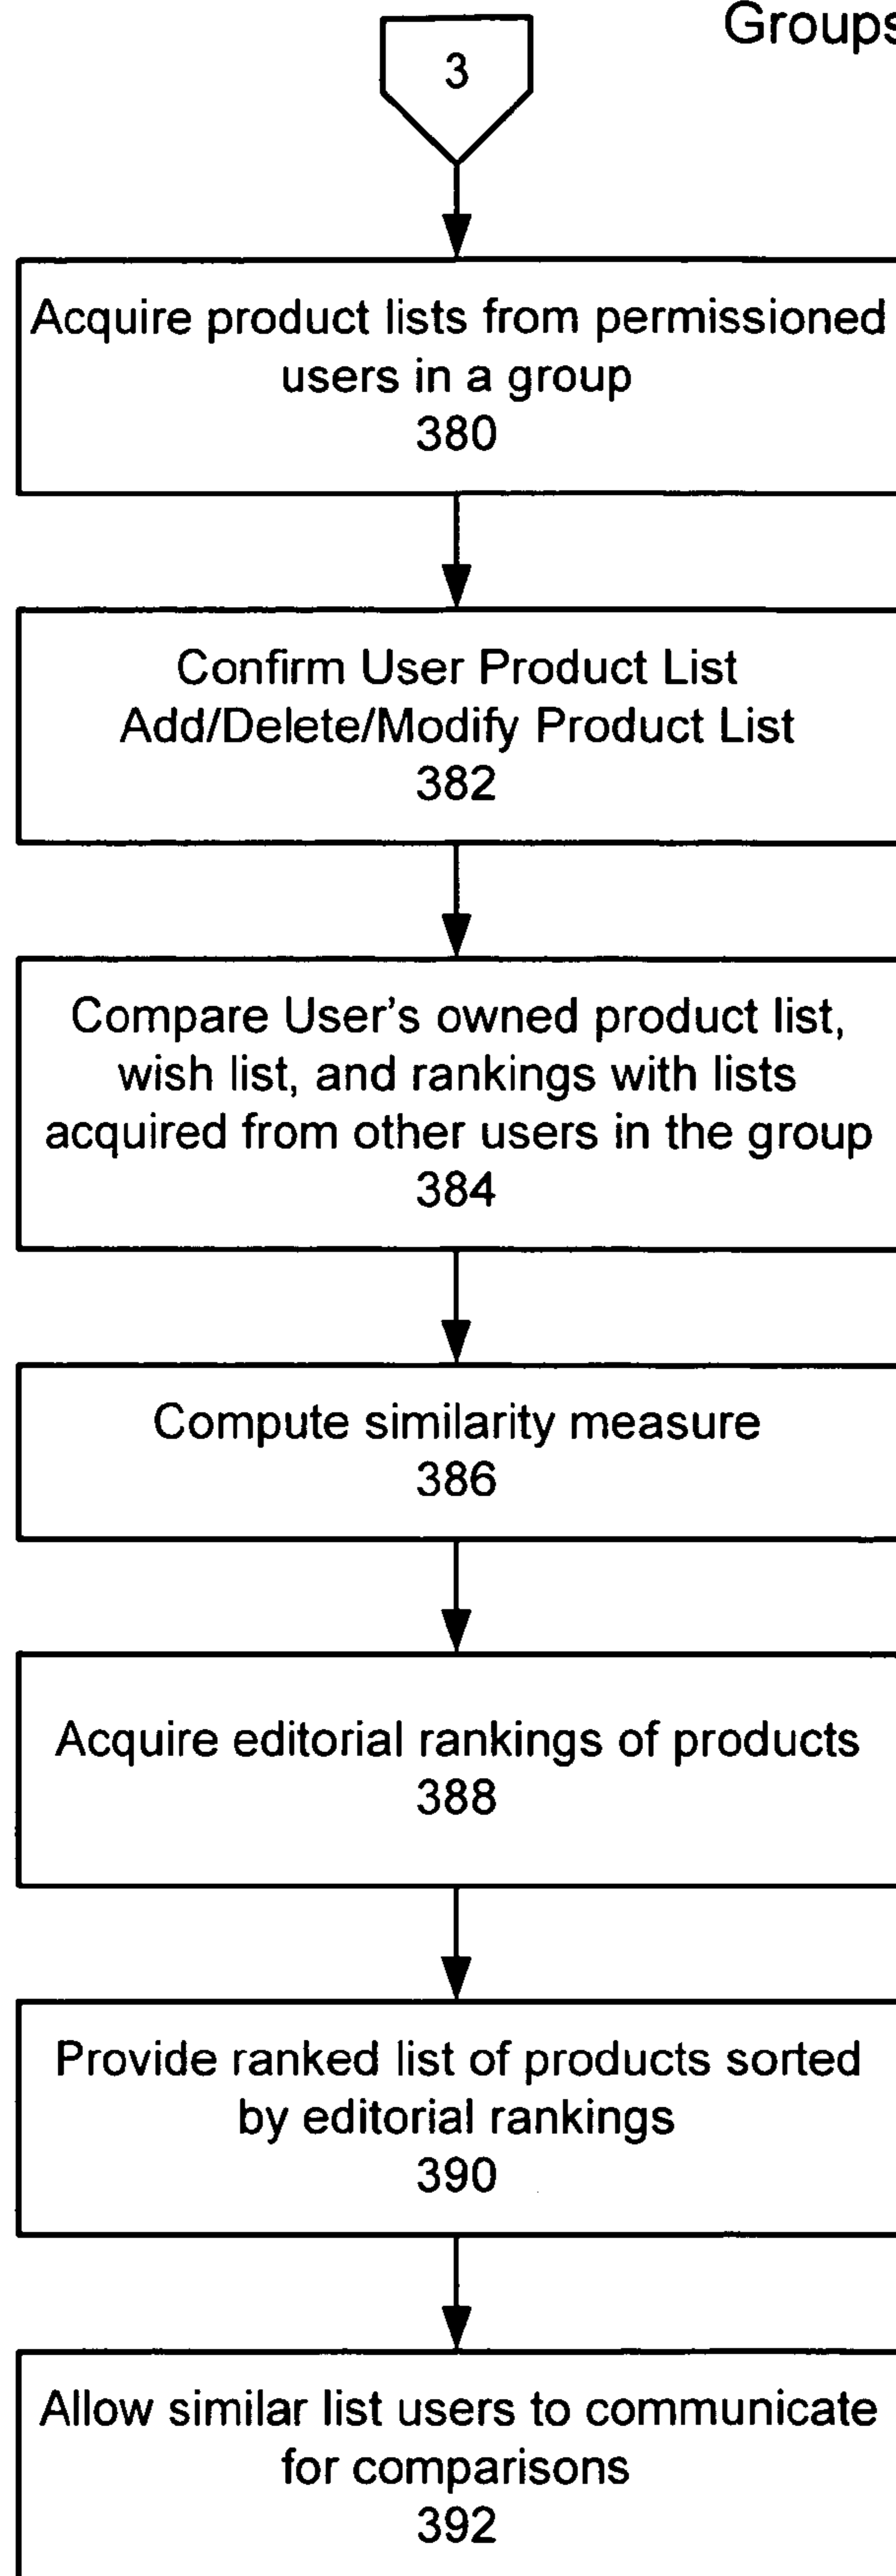 Groups
3
Acquire product lists from permissioned
users in a group
380
Confirm User Product List
Add/Delete/Modify Product List
382
Compare User's owned product list,
wish list, and rankings with lists
acquired from other users in the group
384
Compute similarity measure
386
Acquire editorial rankings of products
388
Provide ranked list of products sorted
by editorial rankings
390
Allow similar list users to communicate
for comparisons
392